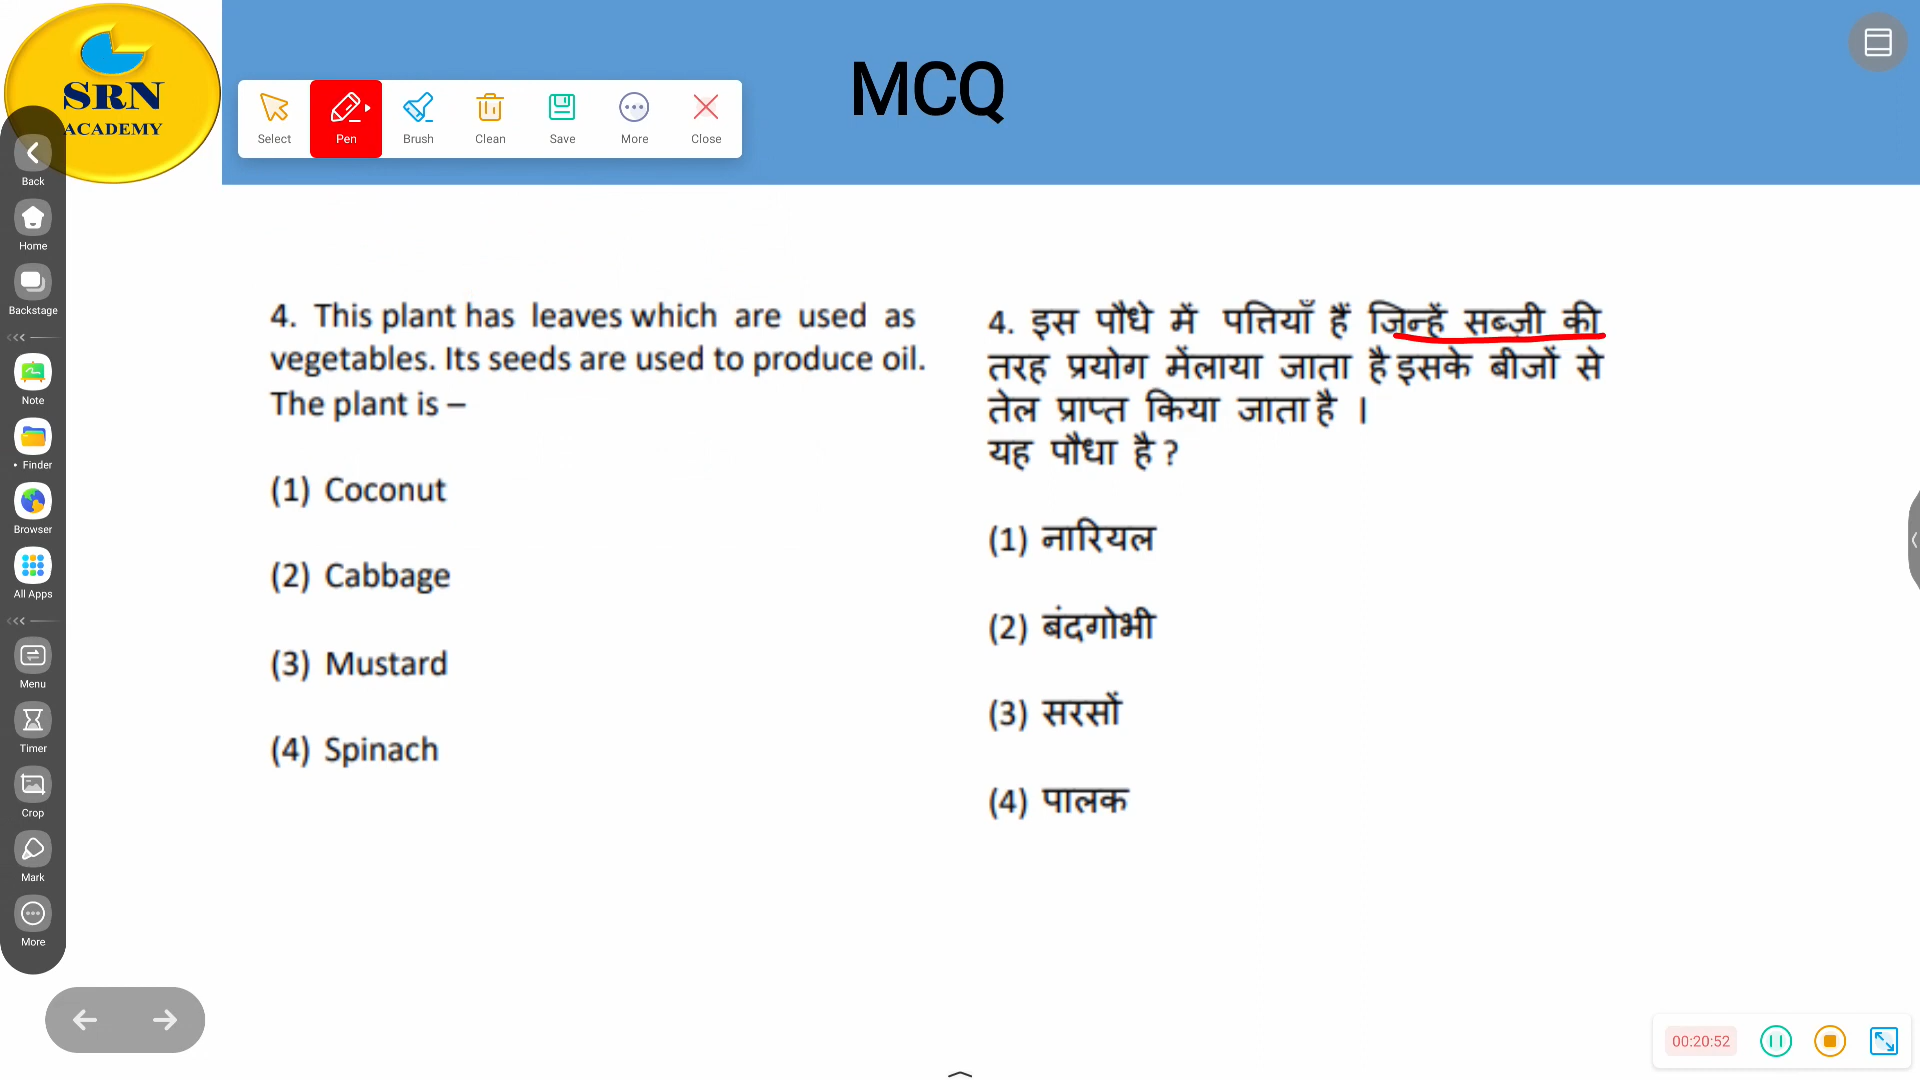 SRN
ACADEMY
MCQ
Select
Pen
Brush
Clean
Save
More
Close
Back
Home
Backstage
Note
Finder
Browser
All Apps
Menu
Timer
Crop
Mark
More
4. This plant has leaves which are used as
vegetables. Its seeds are used to produce oil.
The plant is –
(1) Coconut
(2) Cabbage
(3) Mustard
(4) Spinach
4. इस पौधे में पत्तियाँ हैं जिन्हें सब्ज़ी की
तरह प्रयोग मेंलाया जाता है इसके बीजों से
तेल प्राप्त किया जाता है ।
यह पौधा है ?
(1) नारियल
(2) बंदगोभी
(3) सरसों
(4) पालक
00:20:52